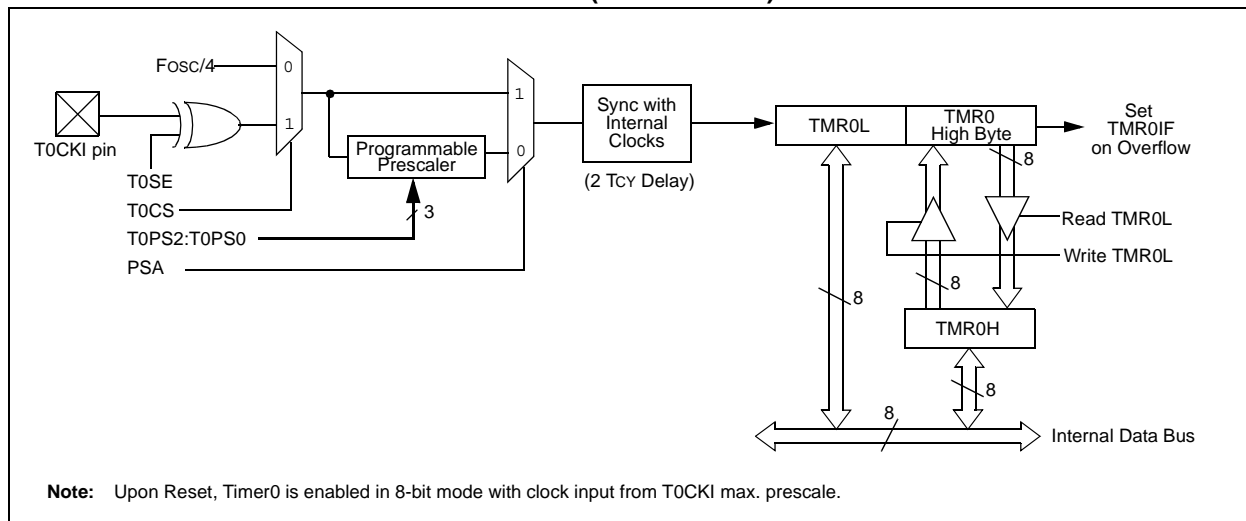 FOSC/4
0
1
T0CKI pin
T0SE
T0CS
T0PS2:T0PS0
PSA
Programmable
Prescaler
3
1
0
Sync with
Internal
Clocks
(2 TCY Delay)
TMR0L
TMR0
High Byte
Set
TMR0IF
on Overflow
8
Read TMR0L
Write TMR0L
8
8
TMR0H
8
8
Internal Data Bus
Note: Upon Reset, Timer0 is enabled in 8-bit mode with clock input from T0CKI max. prescale.